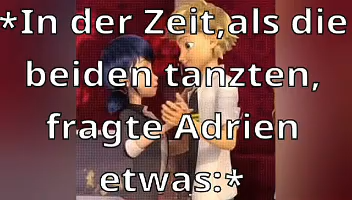 *In der Zeit,als die
beiden tanzten,
fragte Adrien
etwas:*